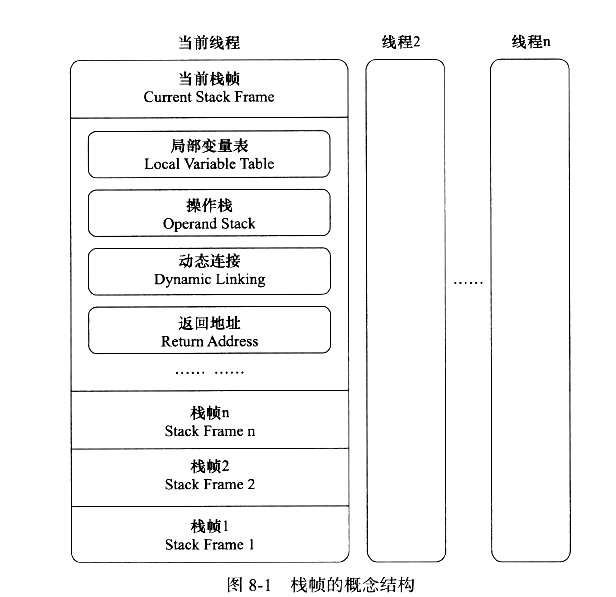 当前线程
线程2
线程n
当前栈帧
Current Stack Frame
局部变量表
Local Variable Table
操作栈
Operand Stack
动态连接
Dynamic Linking
返回地址
Return Address
…… ……
……
栈帧n
Stack Frame n
栈帧2
Stack Frame 2
栈帧1
Stack Frame 1
图 8-1 栈帧的概念结构